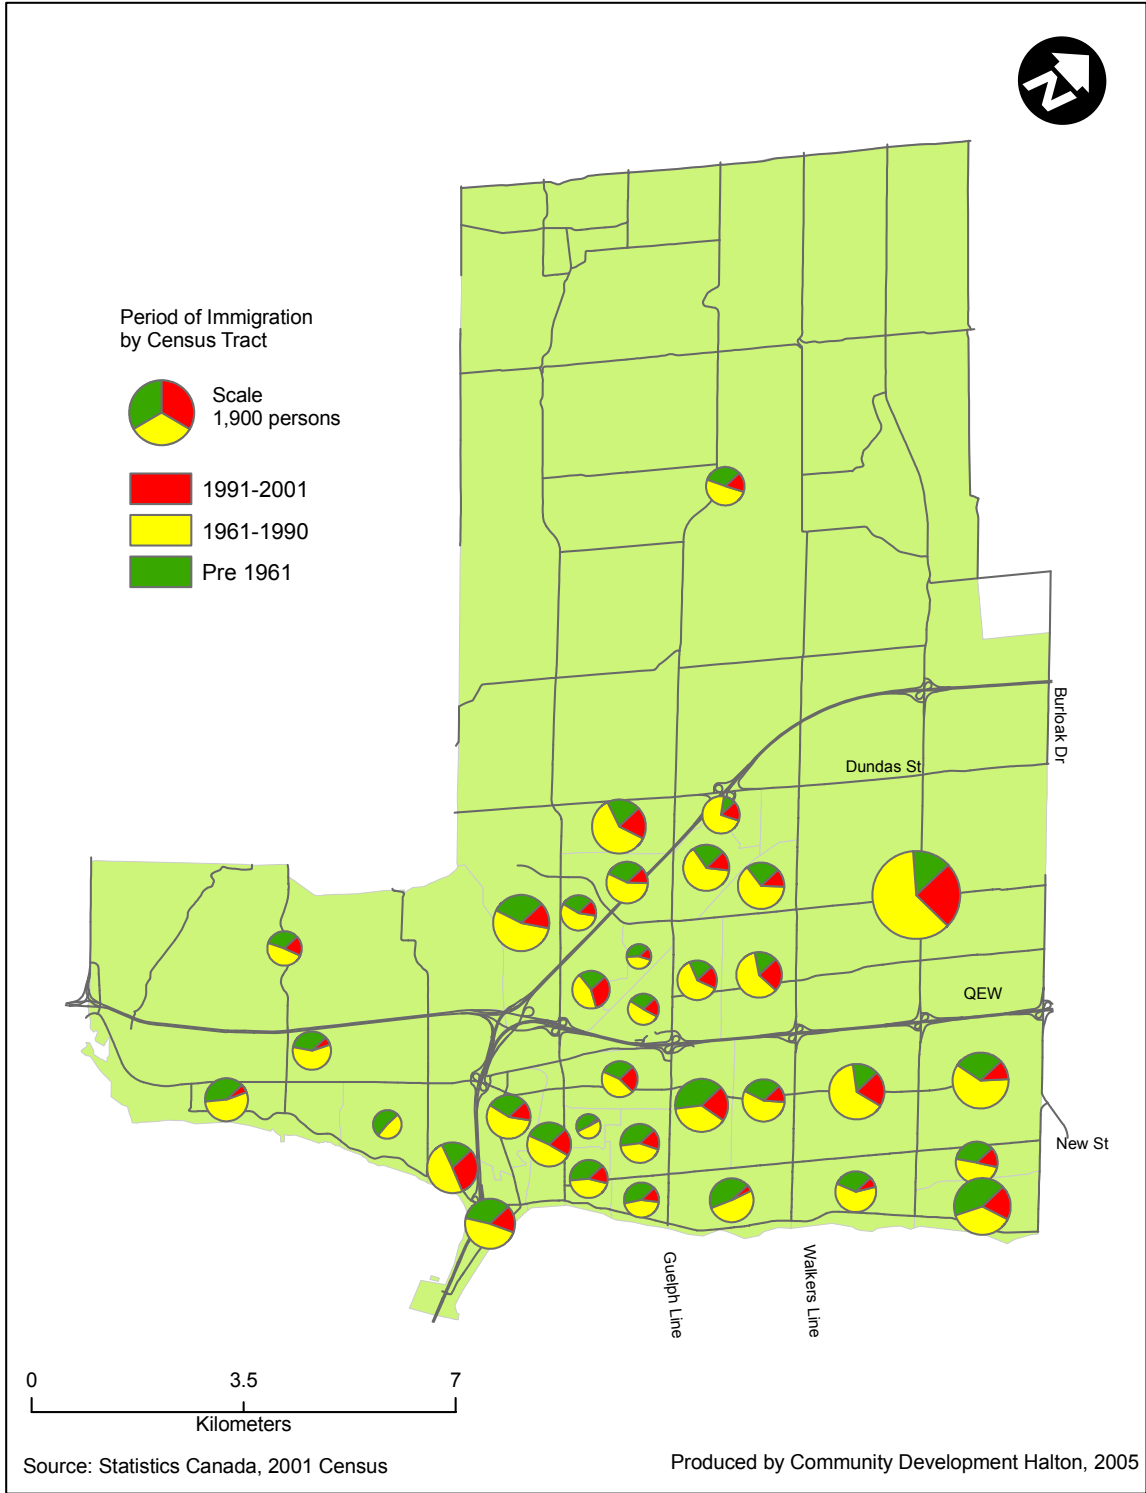 N
Period of Immigration
by Census Tract
Scale
1,900 persons
1991-2001
1961-1990
Pre 1961
Burloak Dr
Dundas St
QEW
New St
Guelph Line
Walkers Line
0 3.5 7
Kilometers
Source: Statistics Canada, 2001 Census
Produced by Community Development Halton, 2005